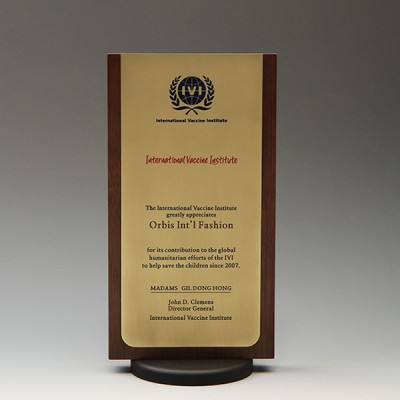 IVI
International Vaccine Institute
International Vaccine Institute
The International Vaccine Institute
greatly appreciates
Orbis Int'l Fashion
for its contribution to the global
humanitarian efforts of the IVI
to help save the children since 2007.
MADAMS GIL DONG HONG
John D. Clemens
Director General
International Vaccine Institute